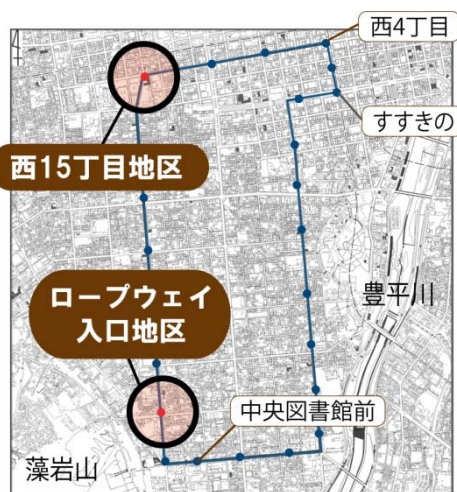 西4丁目
すすきの
西15丁目地区
ロープウェイ
入口地区
豊平川
中央図書館前
藻岩山